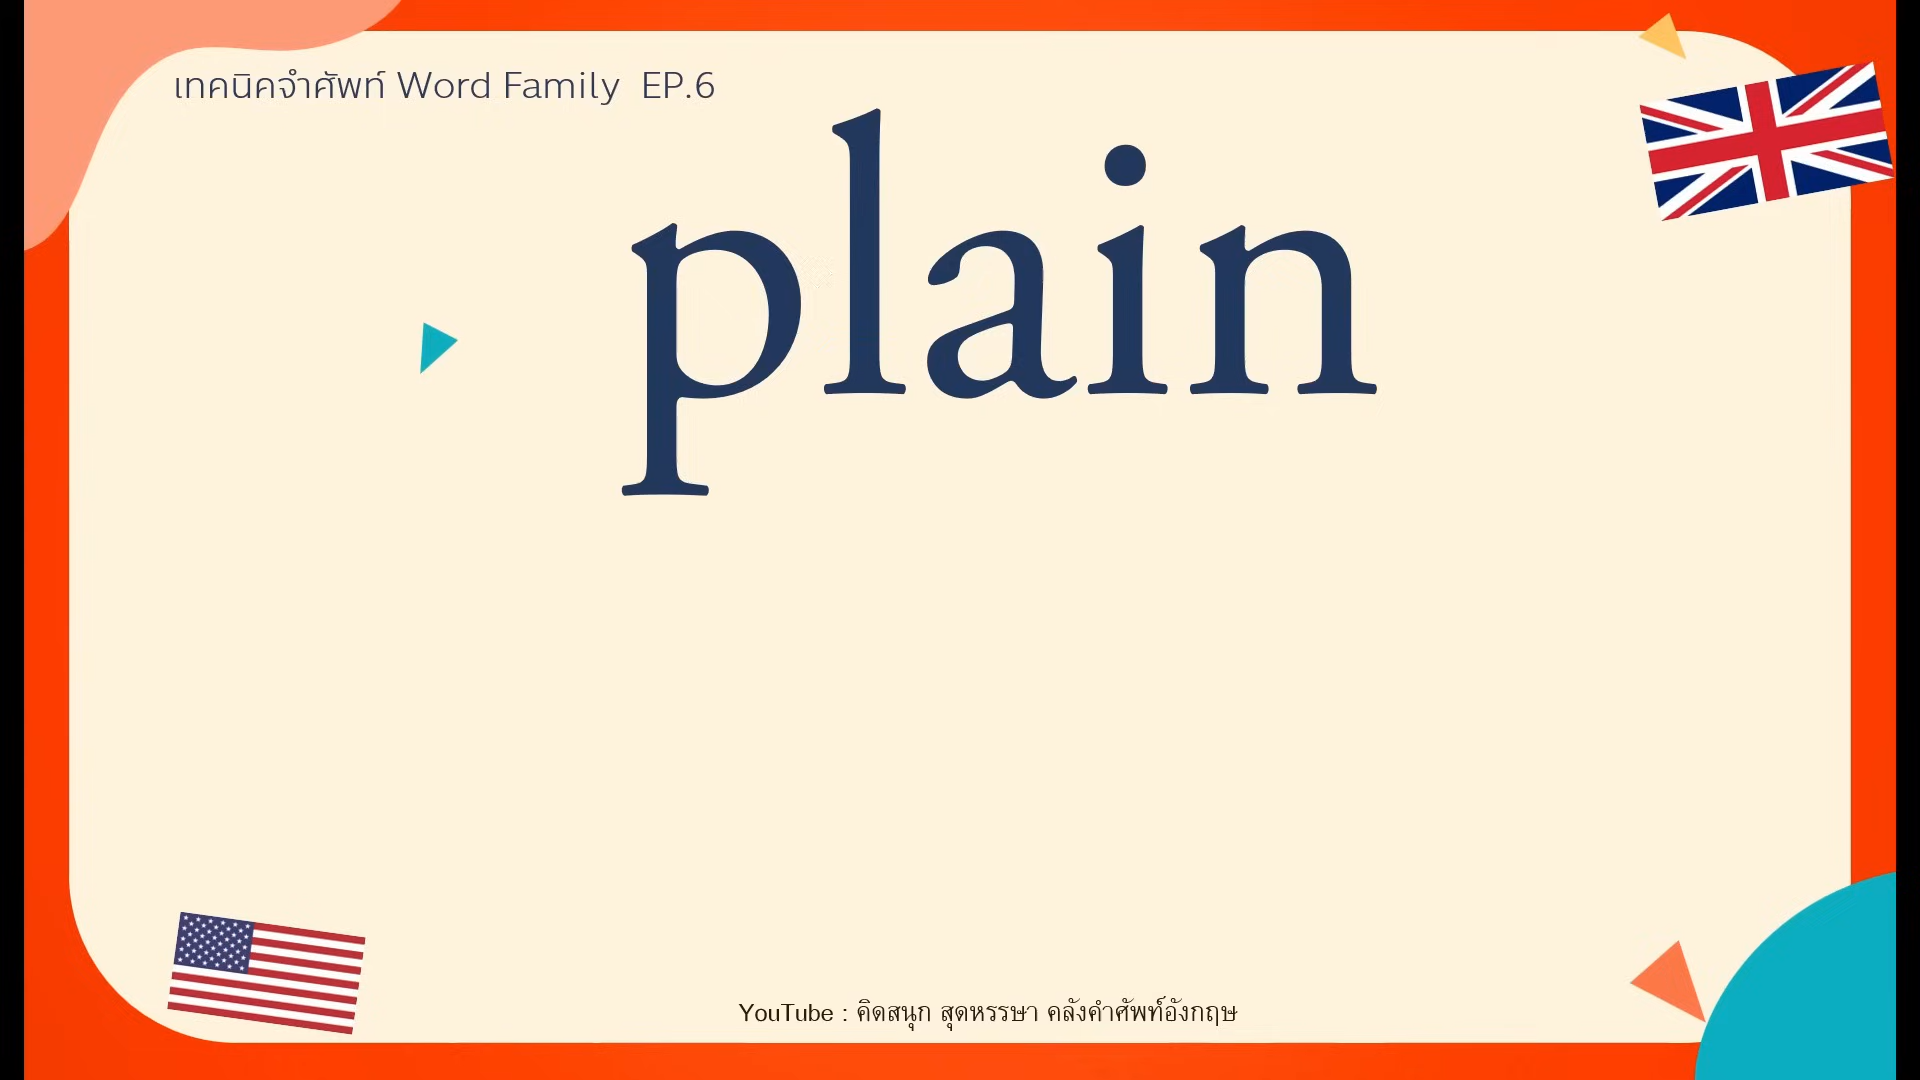 เทคนิคจำศัพท์ Word Family EP.6
plain
YouTube : คิดสนุก สุดหรรษา คลังคำศัพท์อังกฤษ